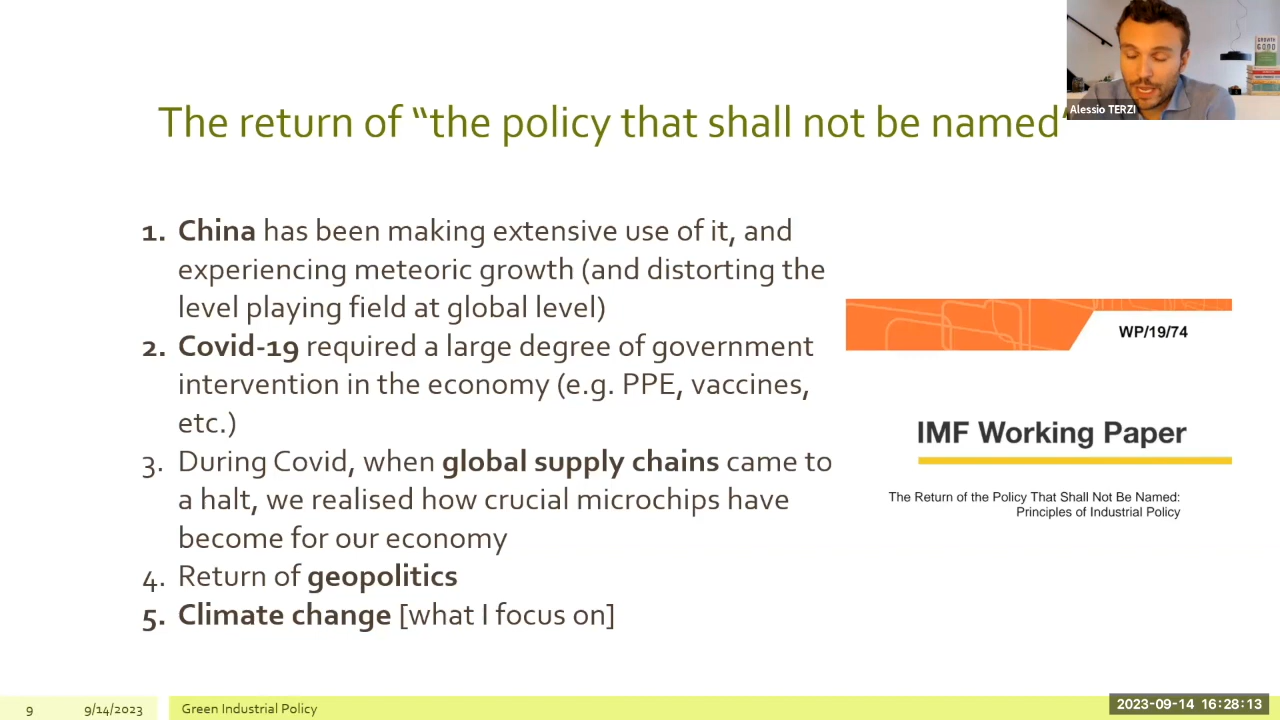 Alessio TERZI
The return of “the policy that shall not be named”
1. China has been making extensive use of it, and
experiencing meteoric growth (and distorting the
level playing field at global level)
2. Covid-19 required a large degree of government
intervention in the economy (e.g. PPE, vaccines,
etc.)
3. During Covid, when global supply chains came to
a halt, we realised how crucial microchips have
become for our economy
4. Return of geopolitics
5. Climate change [what I focus on]
WP/19/74
IMF Working Paper
The Return of the Policy That Shall Not Be Named:
Principles of Industrial Policy
9
9/14/2023
Green Industrial Policy
2023-09-14 16:28:13
GROWTH